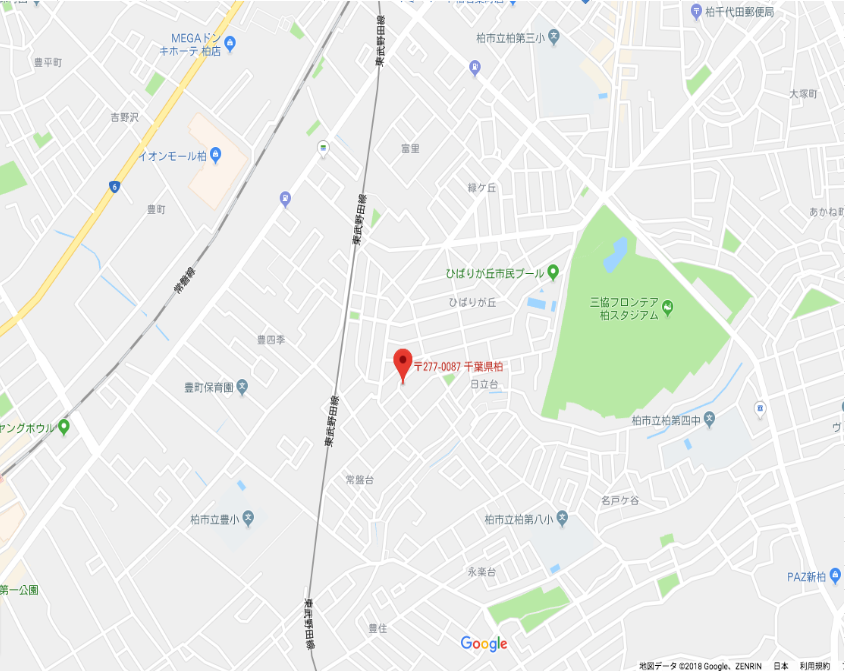 柏千代田郵便局
MEGAドン
キホーテ 柏店
柏市立柏第三小
東武野田線
豊平町
大塚町
吉野沢
富里
イオンモール柏
6
緑ケ丘
豊町
あかね町
東武野田線
ひばりが丘市民プール
常磐線
ひばりが丘
三協フロンテア
柏スタジアム
豊四季
〒277-0087 千葉県柏
日立台
豊町保育園
柏市立柏第四中
ヤングボウル
東武野田線
常盤台
名戸ケ谷
柏市立豊小
柏市立柏第八小
永楽台
PAZ新柏
第一公園
東武野田線
豊住
Google
地図データ ©2018 Google、ZENRIN 日本 利用規約